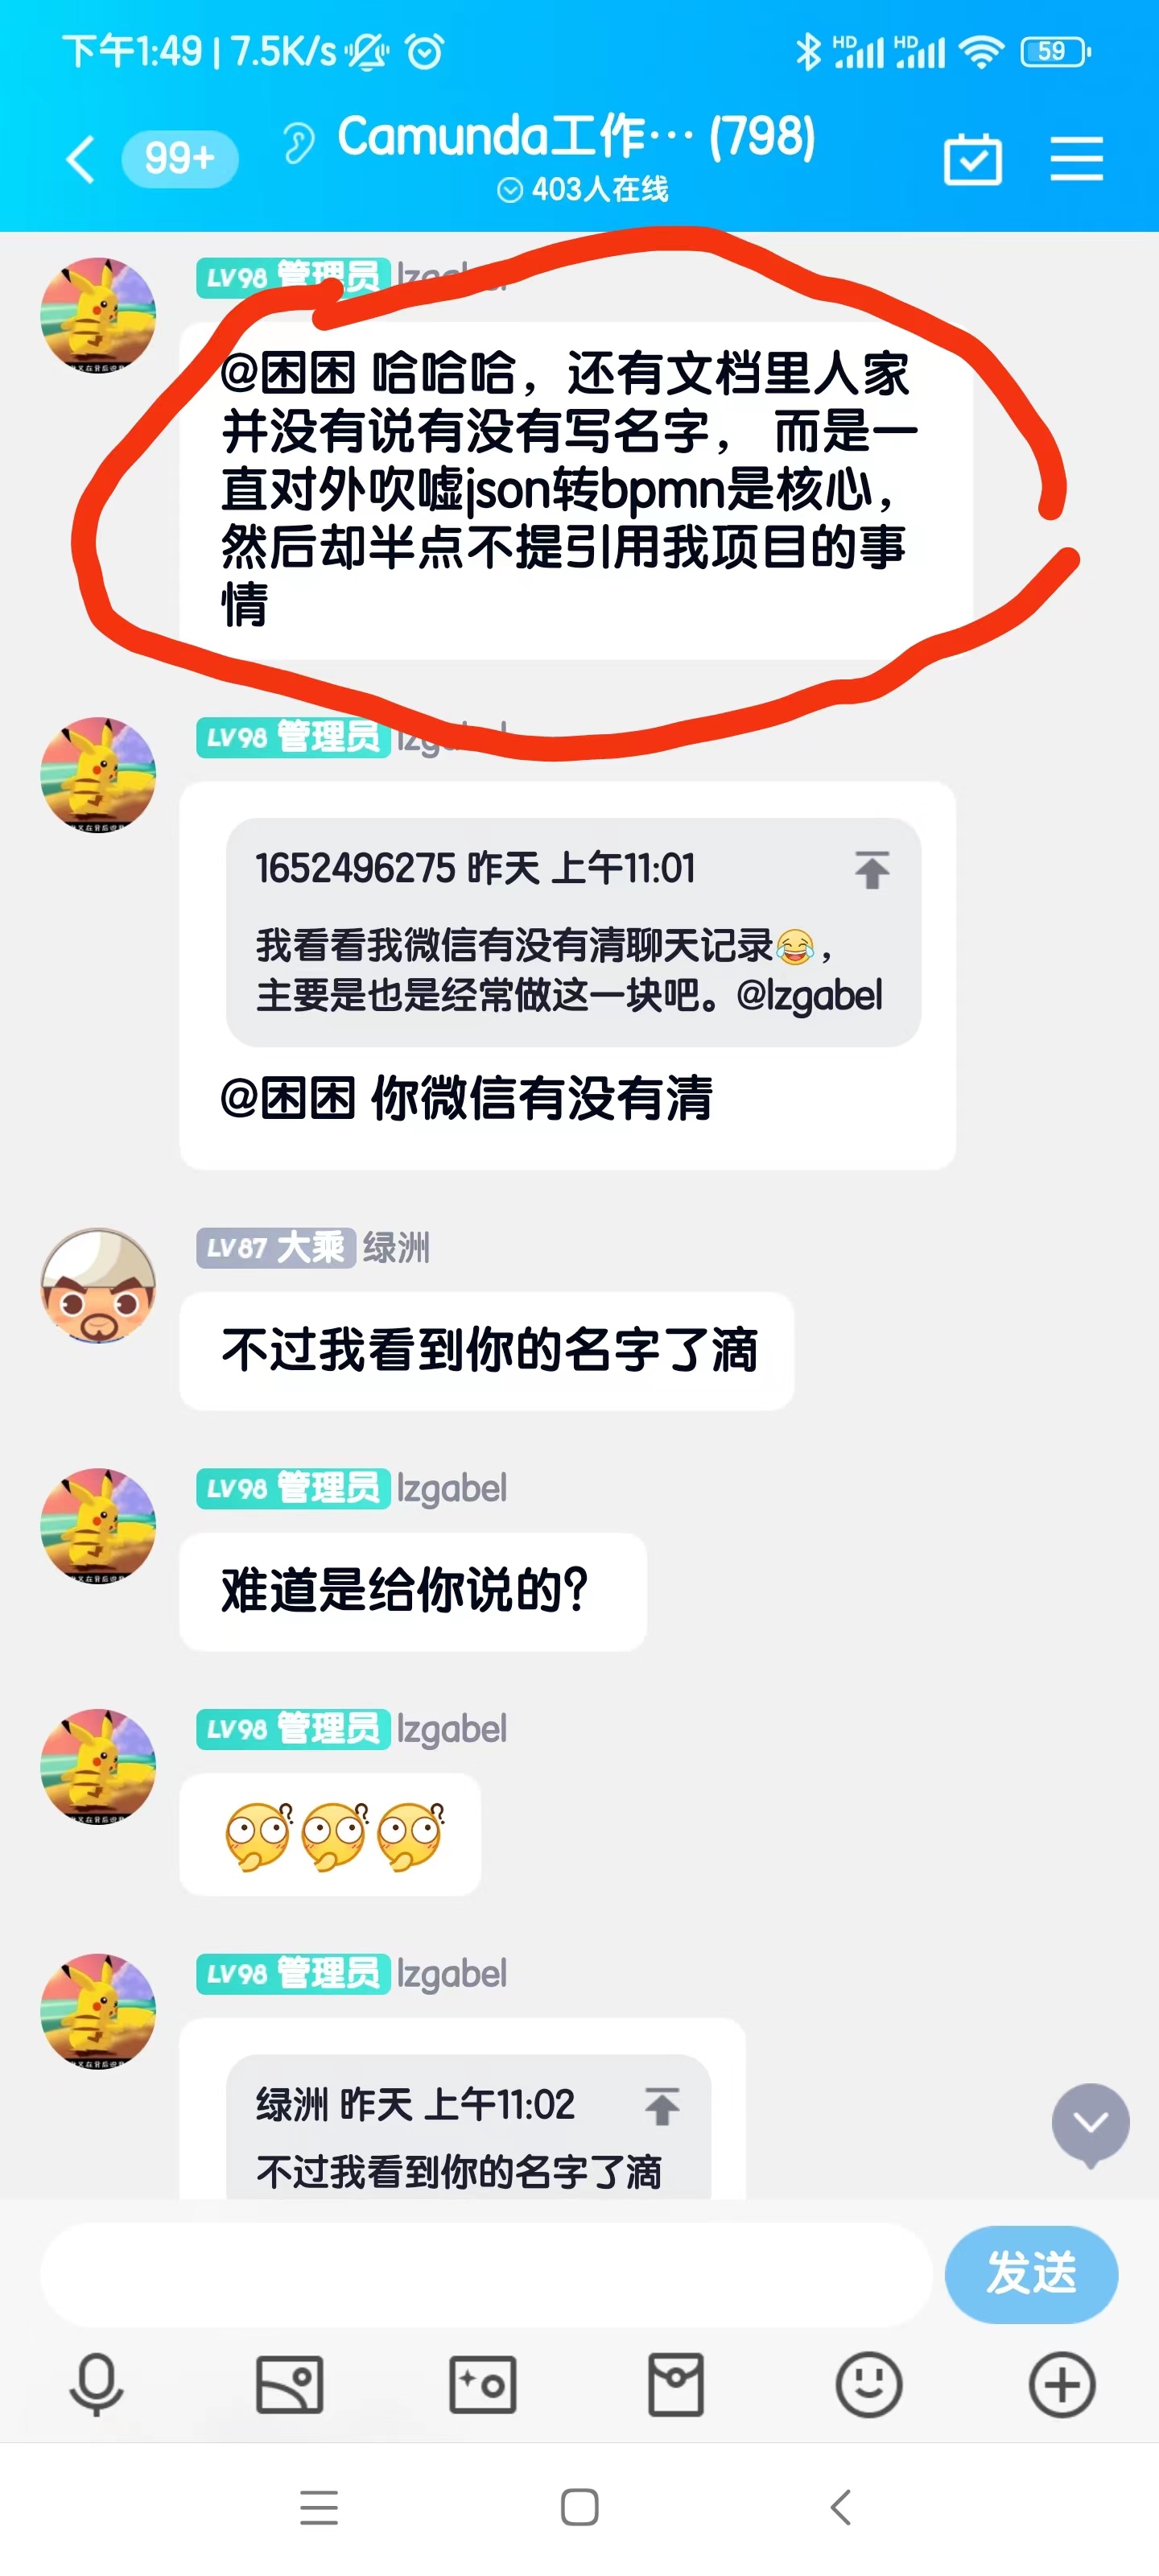 下午1:49 | 7.5K/s
HD HD 59
99+
Camunda工作… (798)
403人在线
LV98 管理员 lzgabel
@困困 哈哈哈，还有文档里人家
并没有说有没有写名字， 而是一
直对外吹嘘json转bpmn是核心，
然后却半点不提引用我项目的事
情
LV98 管理员 lzgabel
1652496275 昨天 上午11:01
我看看我微信有没有清聊天记录😂，
主要是也是经常做这一块吧。@lzgabel
@困困 你微信有没有清
LV87 大乘 绿洲
不过我看到你的名字了滴
LV98 管理员 lzgabel
难道是给你说的？
LV98 管理员 lzgabel
LV98 管理员 lzgabel
绿洲 昨天 上午11:02
不过我看到你的名字了滴
发送